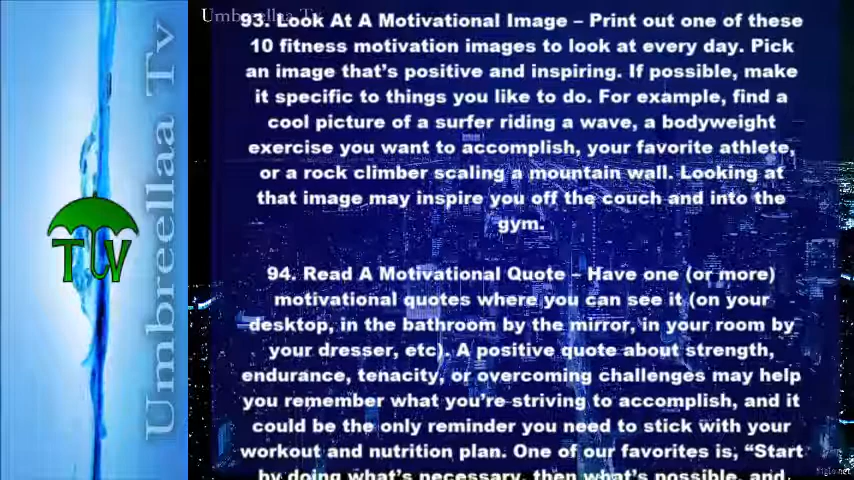 Umbreellaa Tv
93. Look At A Motivational Image – Print out one of these
10 fitness motivation images to look at every day. Pick
an image that’s positive and inspiring. If possible, make
it specific to things you like to do. For example, find a
cool picture of a surfer riding a wave, a bodyweight
exercise you want to accomplish, your favorite athlete,
or a rock climber scaling a mountain wall. Looking at
that image may inspire you off the couch and into the
gym.
94. Read A Motivational Quote – Have one (or more)
motivational quotes where you can see it (on your
desktop, in the bathroom by the mirror, in your room by
your dresser, etc). A positive quote about strength,
endurance, tenacity, or overcoming challenges may help
you remember what you’re striving to accomplish, and it
could be the only reminder you need to stick with your
workout and nutrition plan. One of our favorites is, “Start
by doing what’s necessary, then what’s possible, and
Umbreellaa Tv
TV